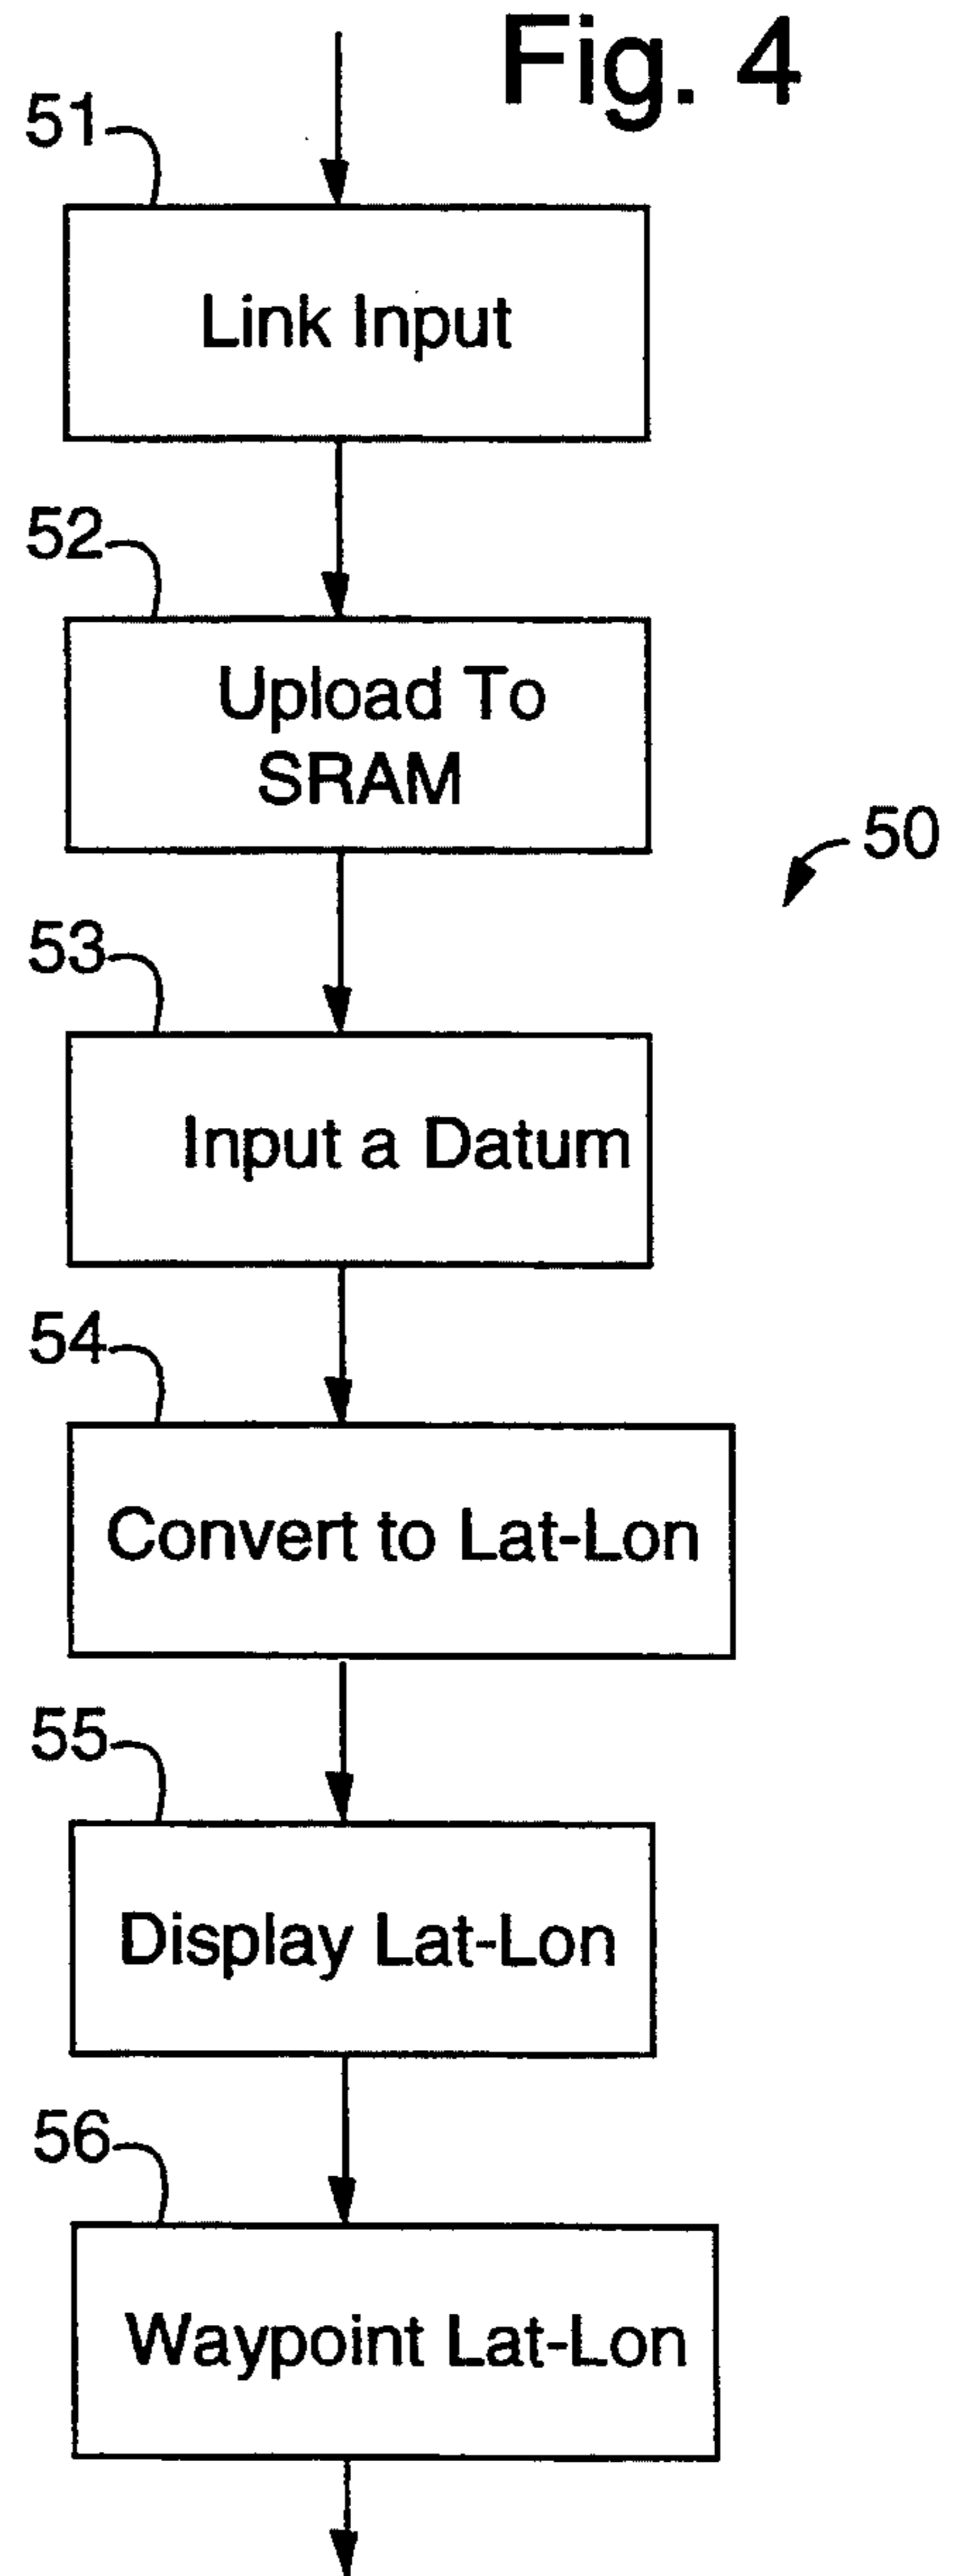 Fig. 4
51
Link Input
52
Upload To
SRAM
50
53
Input a Datum
54
Convert to Lat-Lon
55
Display Lat-Lon
56
Waypoint Lat-Lon